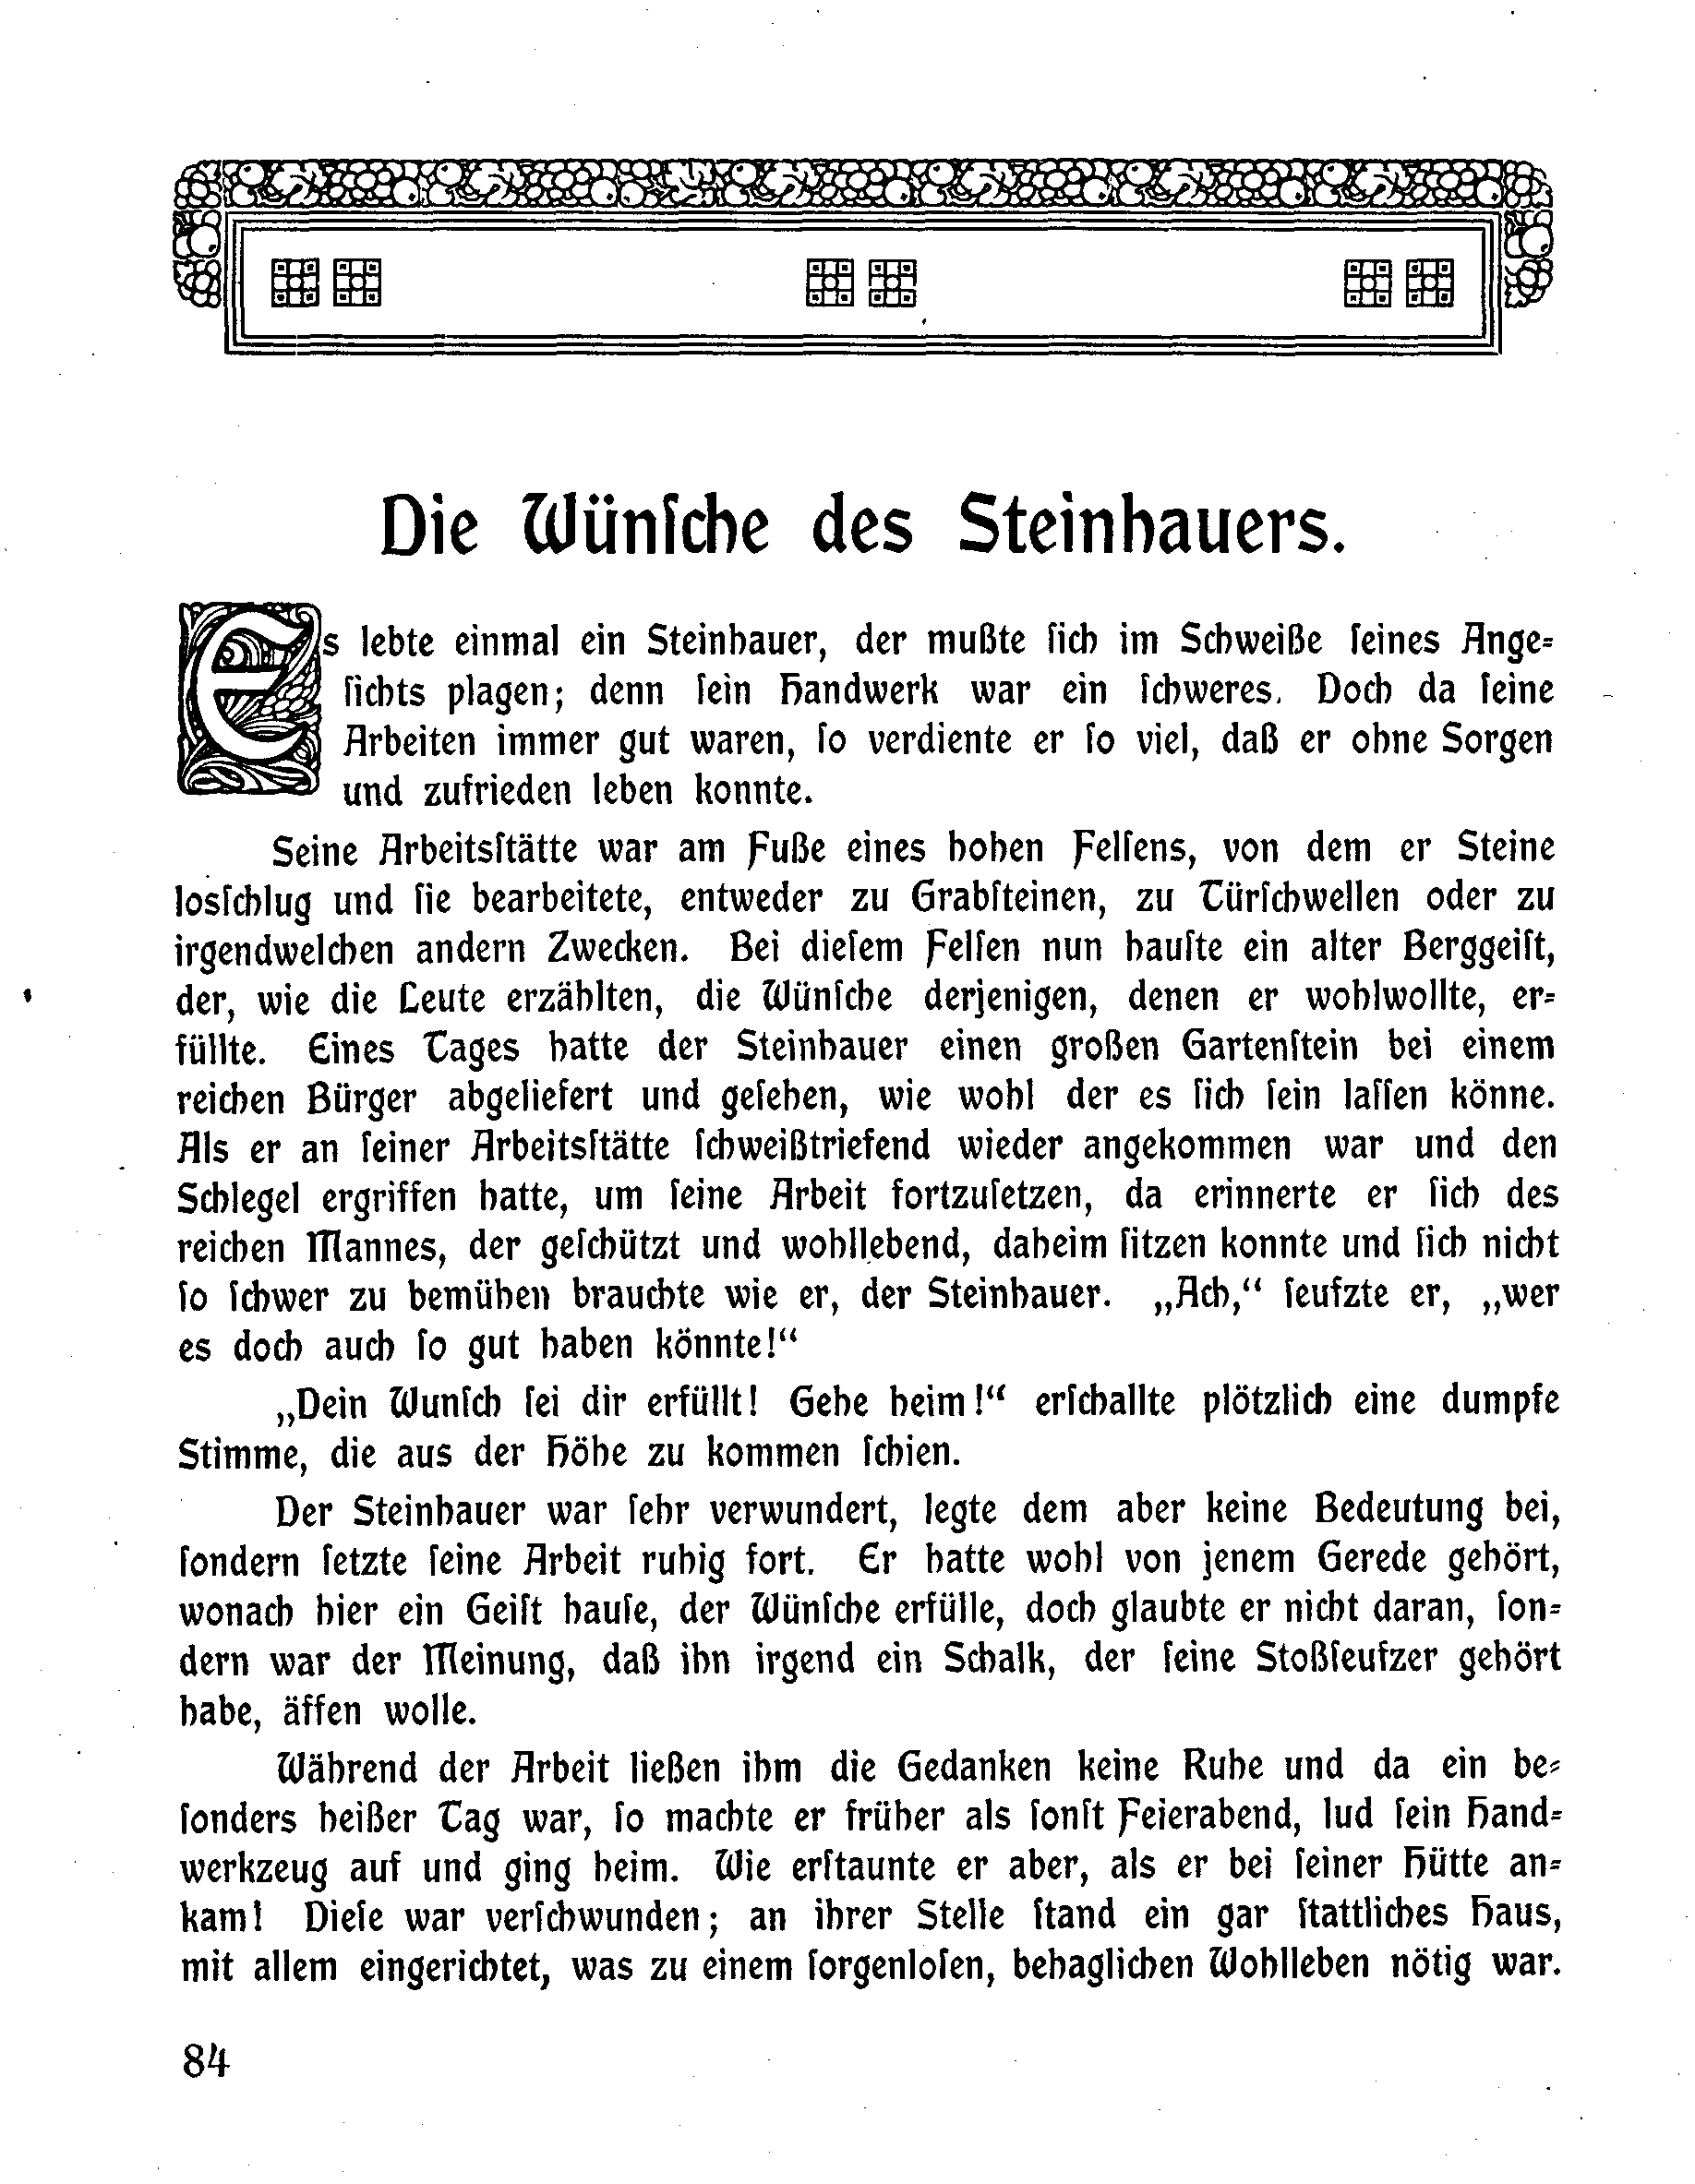 Die Wünſche des Steinhauers.
Es lebte einmal ein Steinhauer, der mußte ſich im Schweiße ſeines Ange-
ſichts plagen; denn ſein Handwerk war ein ſchweres. Doch da ſeine
Arbeiten immer gut waren, ſo verdiente er ſo viel, daß er ohne Sorgen
und zufrieden leben konnte.
Seine Arbeitsſtätte war am Fuße eines hohen Felſens, von dem er Steine
losſchlug und ſie bearbeitete, entweder zu Grabſteinen, zu Türſchwellen oder zu
irgendwelchen andern Zwecken. Bei dieſem Felſen nun hauſte ein alter Berggeiſt,
der, wie die Leute erzählten, die Wünſche derjenigen, denen er wohlwollte, er-
füllte. Eines Tages hatte der Steinhauer einen großen Gartenſtein bei einem
reichen Bürger abgeliefert und geſehen, wie wohl der es ſich ſein laſſen könne.
Als er an ſeiner Arbeitsſtätte ſchweißtriefend wieder angekommen war und den
Schlegel ergriffen hatte, um ſeine Arbeit fortzuſetzen, da erinnerte er ſich des
reichen Mannes, der geſchützt und wohllebend, daheim ſitzen konnte und ſich nicht
ſo ſchwer zu bemühen brauchte wie er, der Steinhauer. „Ach,“ ſeufzte er, „wer
es doch auch ſo gut haben könnte!“
„Dein Wunſch ſei dir erfüllt! Gehe heim!“ erſchallte plötzlich eine dumpfe
Stimme, die aus der Höhe zu kommen ſchien.
Der Steinhauer war ſehr verwundert, legte dem aber keine Bedeutung bei,
ſondern ſetzte ſeine Arbeit ruhig fort. Er hatte wohl von jenem Gerede gehört,
wonach hier ein Geiſt hauſe, der Wünſche erfülle, doch glaubte er nicht daran, ſon-
dern war der Meinung, daß ihn irgend ein Schalk, der ſeine Stoßſeufzer gehört
habe, äffen wolle.
Während der Arbeit ließen ihm die Gedanken keine Ruhe und da ein be-
ſonders heißer Tag war, ſo machte er früher als ſonſt Feierabend, lud ſein Hand-
werkzeug auf und ging heim. Wie erſtaunte er aber, als er bei ſeiner Hütte an-
kam! Dieſe war verſchwunden; an ihrer Stelle ſtand ein gar ſtattliches Haus,
mit allem eingerichtet, was zu einem ſorgenloſen, behaglichen Wohlleben nötig war.
84